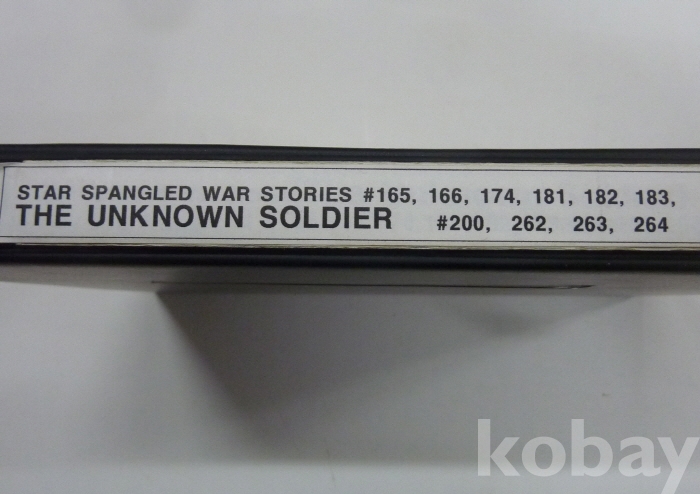 STAR SPANGLED WAR STORIES #165, 166, 174, 181, 182, 183,
THE UNKNOWN SOLDIER #200, 262, 263, 264
kobay